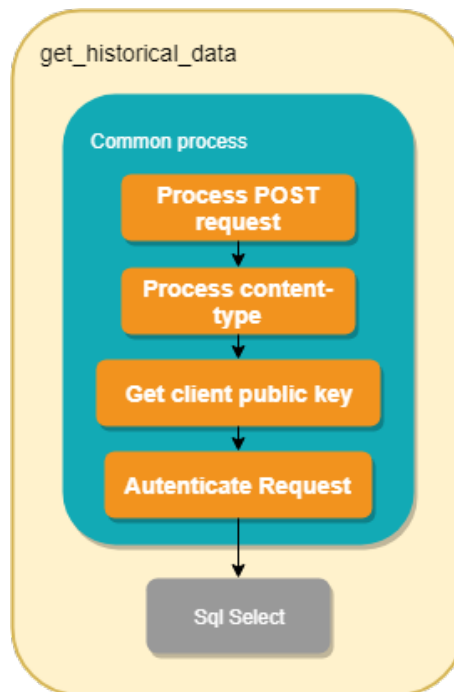 get_historical_data
Common process
Process POST
request
Process content-
type
Get client public key
Autenticate Request
Sql Select